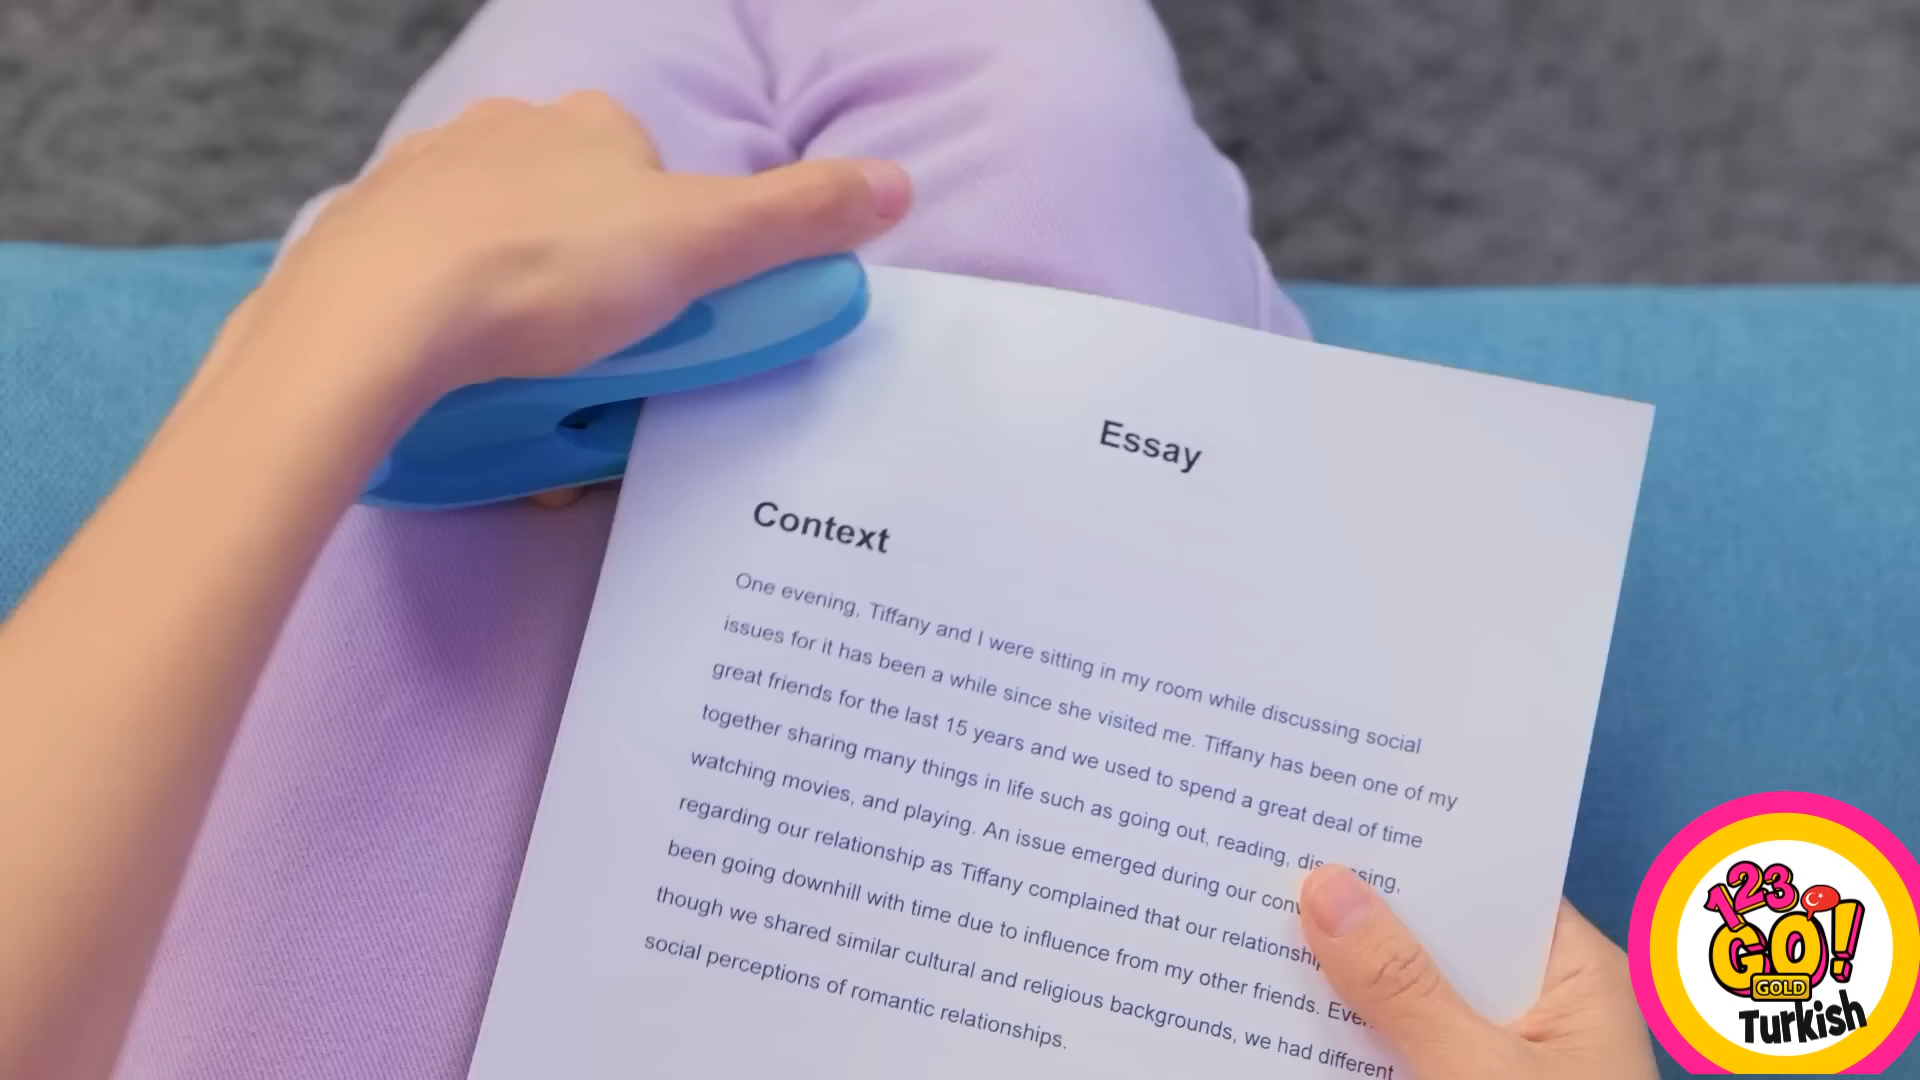 Essay
Context
One evening, Tiffany and I were sitting in my room while discussing social
issues for it has been a while since she visited me. Tiffany has been one of my
great friends for the last 15 years and we used to spend a great deal of time
together sharing many things in life such as going out, reading,
watching movies, and playing. An issue emerged during our
regarding our relationship as Tiffany complained that our
been going downhill with time due to influence from my other friends.
though we shared similar cultural and religious backgrounds, we had different
social perceptions of romantic relationships.
123
GO!
GOLD
Turkish